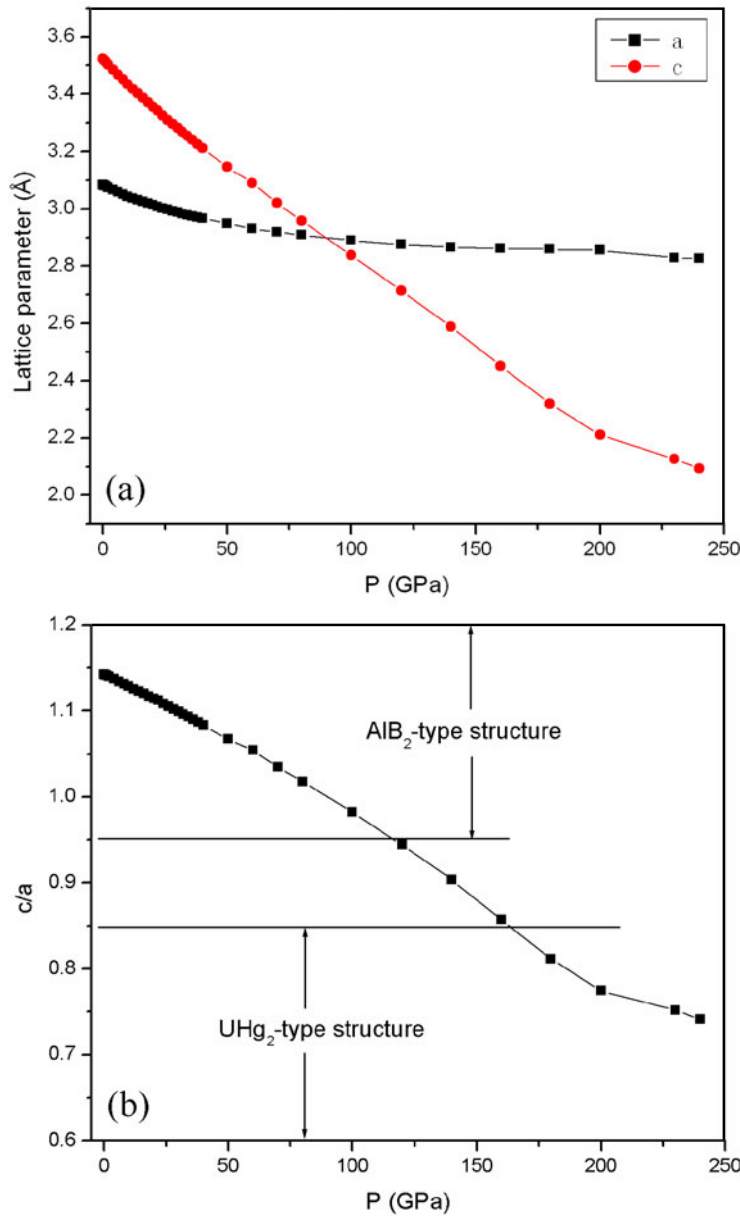 3.6
3.4
3.2
3.0
2.8
2.6
2.4
2.2
2.0
Lattice parameter (Å)
a
c
(a)
0 50 100 150 200 250
P (GPa)
1.2
1.1
1.0
0.9
0.8
0.7
0.6
c/a
AlB₂-type structure
UHg₂-type structure
(b)
0 50 100 150 200 250
P (GPa)